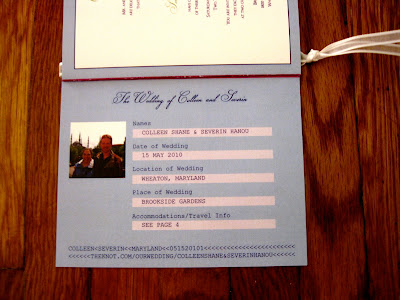 The Wedding of Colleen and Severin
Names
COLLEEN SHANE & SEVERIN HANOU
Date of Wedding
15 MAY 2010
Location of Wedding
WHEATON, MARYLAND
Place of Wedding
BROOKSIDE GARDENS
Accommodations/Travel Info
SEE PAGE 4
COLLEEN<SEVERIN<<MARYLAND<<051520101<<<<<<<<<<<<<<<<<<<<<<
<<<<<<THEKNOT.COM/OURWEDDING/COLLEENSHANE&SEVERINHANOU<<<<<<